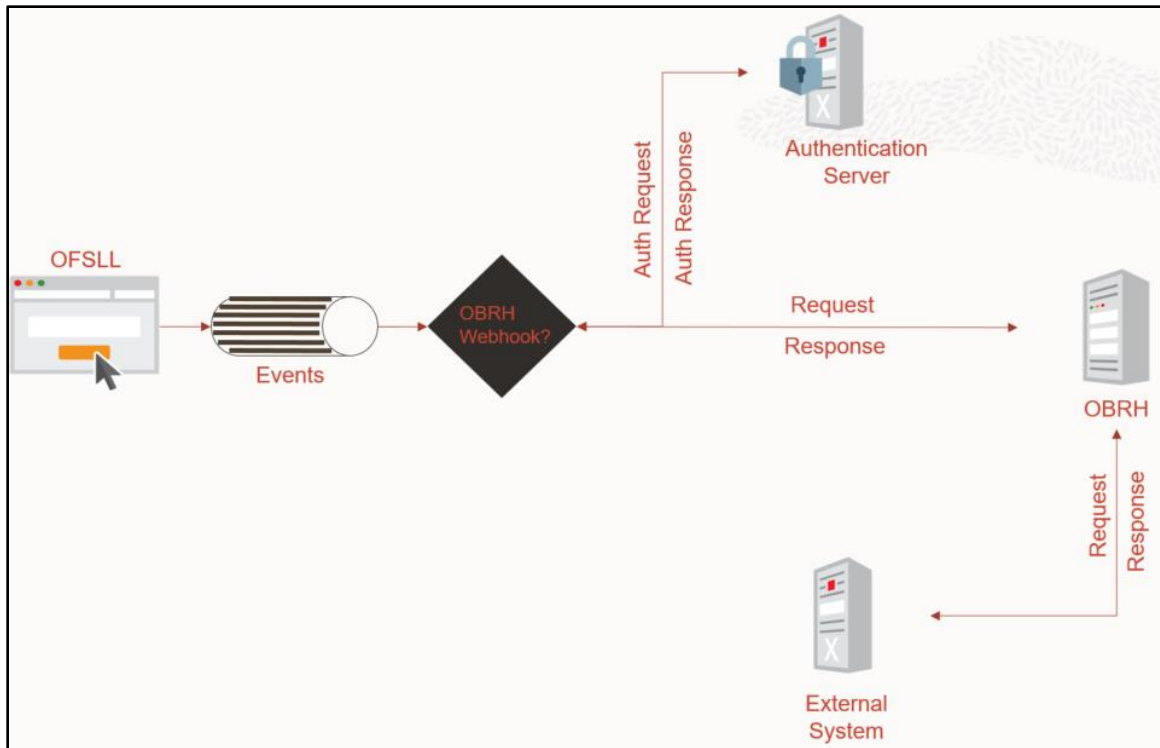 Authentication
Server
Auth Request
Auth Response
OFSLL
OBRH
Webhook?
Request
Response
Events
OBRH
Request
Response
External
System
X
X